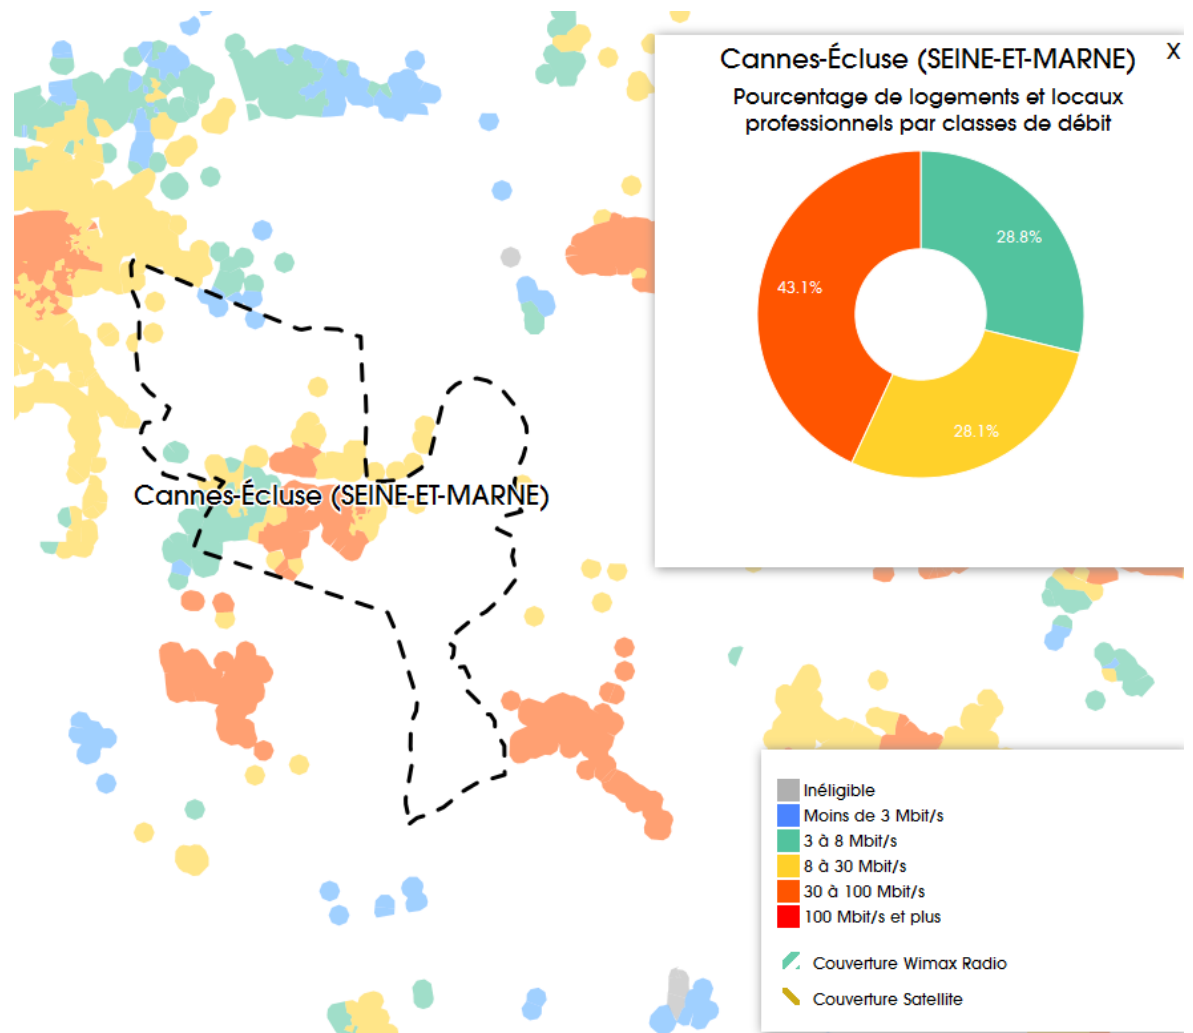 Cannes-Écluse (SEINE-ET-MARNE)
X
Pourcentage de logements et locaux
professionnels par classes de débit
28.8%
43.1%
28.1%
Cannes-Écluse (SEINE-ET-MARNE)
Inéligible
Moins de 3 Mbit/s
3 à 8 Mbit/s
8 à 30 Mbit/s
30 à 100 Mbit/s
100 Mbit/s et plus
Couverture Wimax Radio
Couverture Satellite